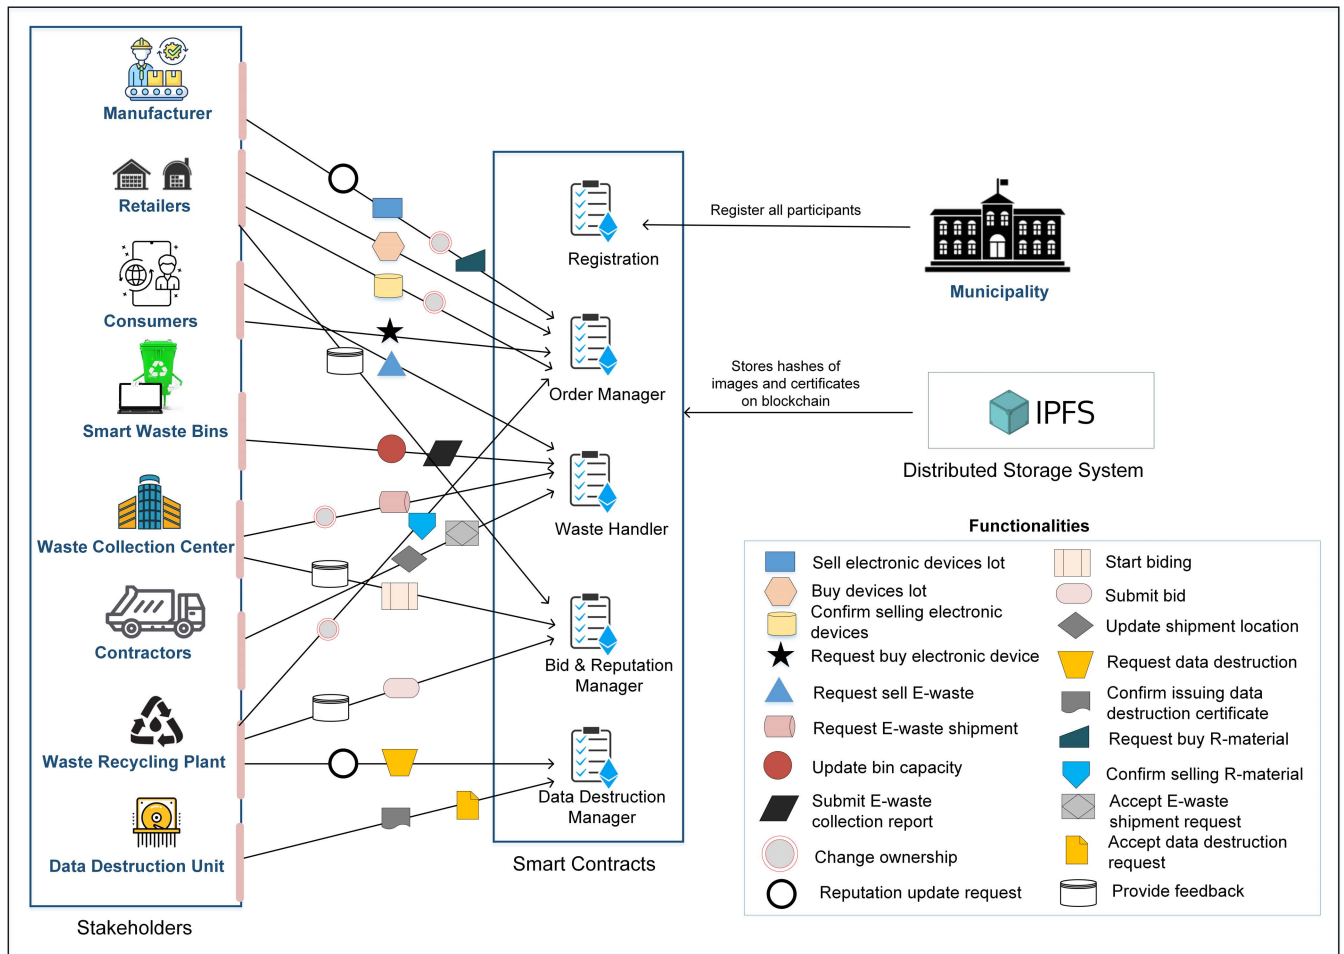 Manufacturer
Retailers
Consumers
Smart Waste Bins
Waste Collection Center
Contractors
Waste Recycling Plant
Data Destruction Unit
Stakeholders
Registration
Order Manager
Waste Handler
Bid & Reputation
Manager
Data Destruction
Manager
Smart Contracts
Register all participants
Municipality
Stores hashes of
images and certificates
on blockchain
IPFS
Distributed Storage System
Functionalities
Sell electronic devices lot
Buy devices lot
Confirm selling electronic
devices
Request buy electronic device
Request sell E-waste
Request E-waste shipment
Update bin capacity
Submit E-waste
collection report
Change ownership
Reputation update request
Start biding
Submit bid
Update shipment location
Request data destruction
Confirm issuing data
destruction certificate
Request buy R-material
Confirm selling R-material
Accept E-waste
shipment request
Accept data destruction
request
Provide feedback